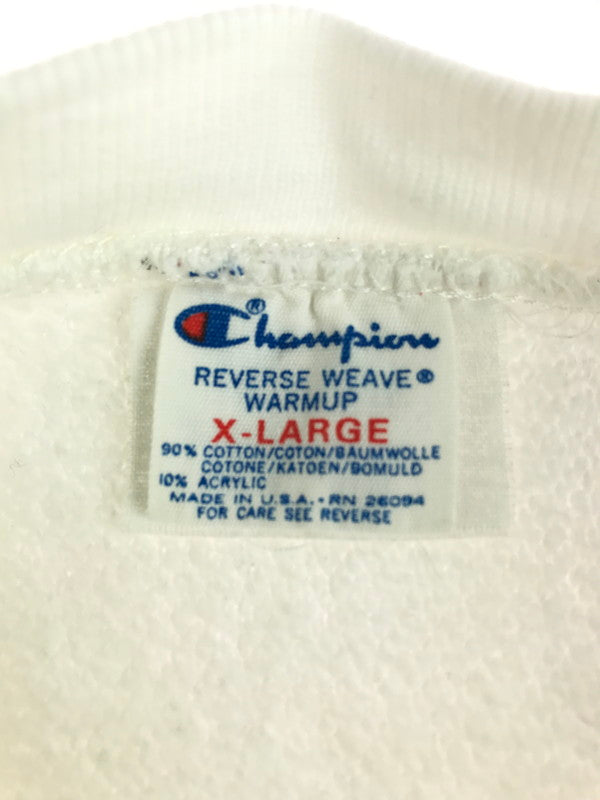 Champion®
REVERSE WEAVE®
WARMUP
X-LARGE
90% COTTON/COTON/BAUMWOLLE
COTONE/KATOEN/BOMULD
10% ACRYLIC
MADE IN U.S.A. • RN 26094
FOR CARE SEE REVERSE